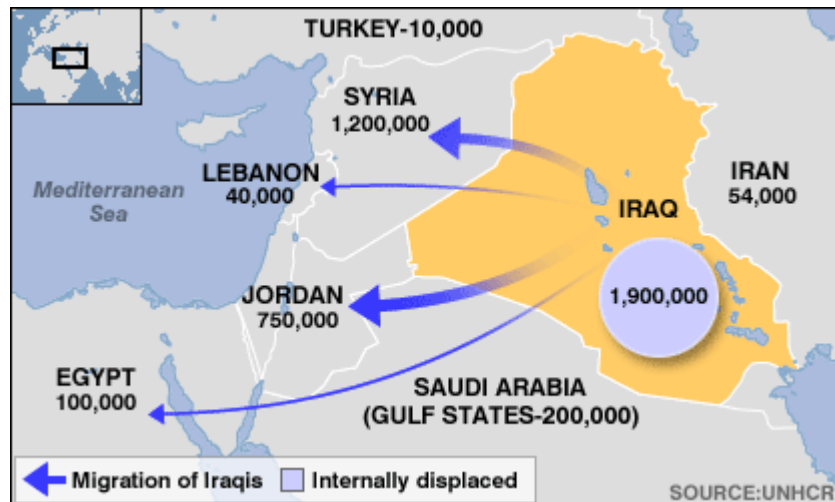 TURKEY-10,000
SYRIA
1,200,000
LEBANON
40,000
IRAN
54,000
Mediterranean
Sea
IRAQ
1,900,000
JORDAN
750,000
EGYPT
100,000
SAUDI ARABIA
(GULF STATES-200,000)
Migration of Iraqis
Internally displaced
SOURCE:UNHCR